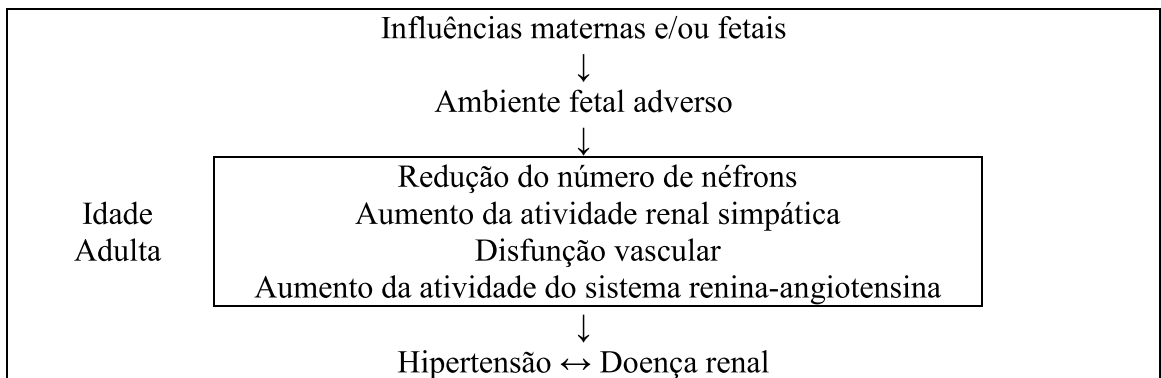 Influências maternas e/ou fetais
↓
Ambiente fetal adverso
↓
Redução do número de néfrons
Idade
Adulta
Aumento da atividade renal simpática
Disfunção vascular
Aumento da atividade do sistema renina-angiotensina
↓
Hipertensão ↔ Doença renal